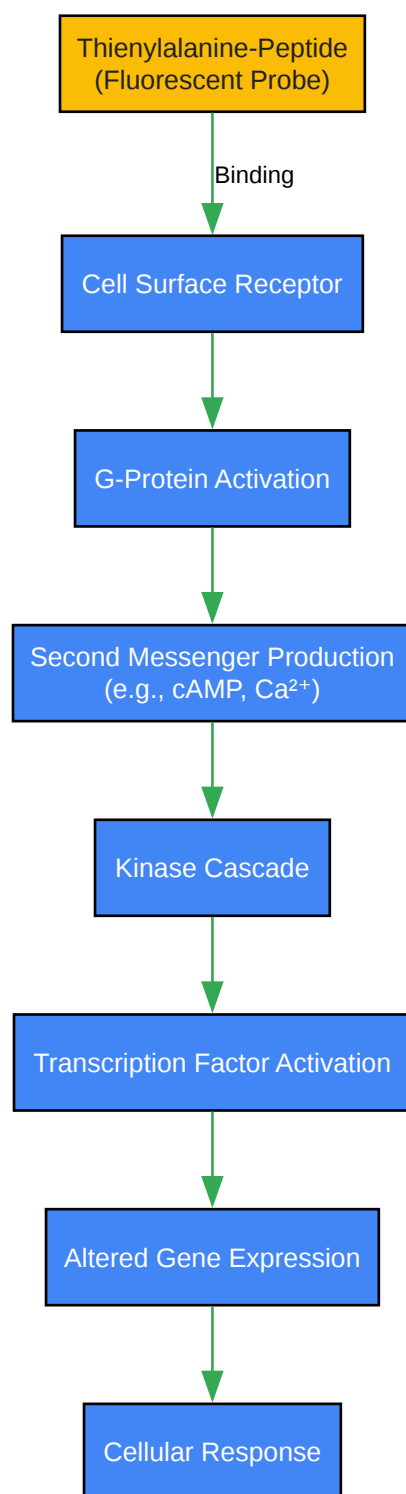 Thienylalanine-Peptide
(Fluorescent Probe)
Binding
Cell Surface Receptor
G-Protein Activation
Second Messenger Production
(e.g., cAMP, Ca²⁺)
Kinase Cascade
Transcription Factor Activation
Altered Gene Expression
Cellular Response